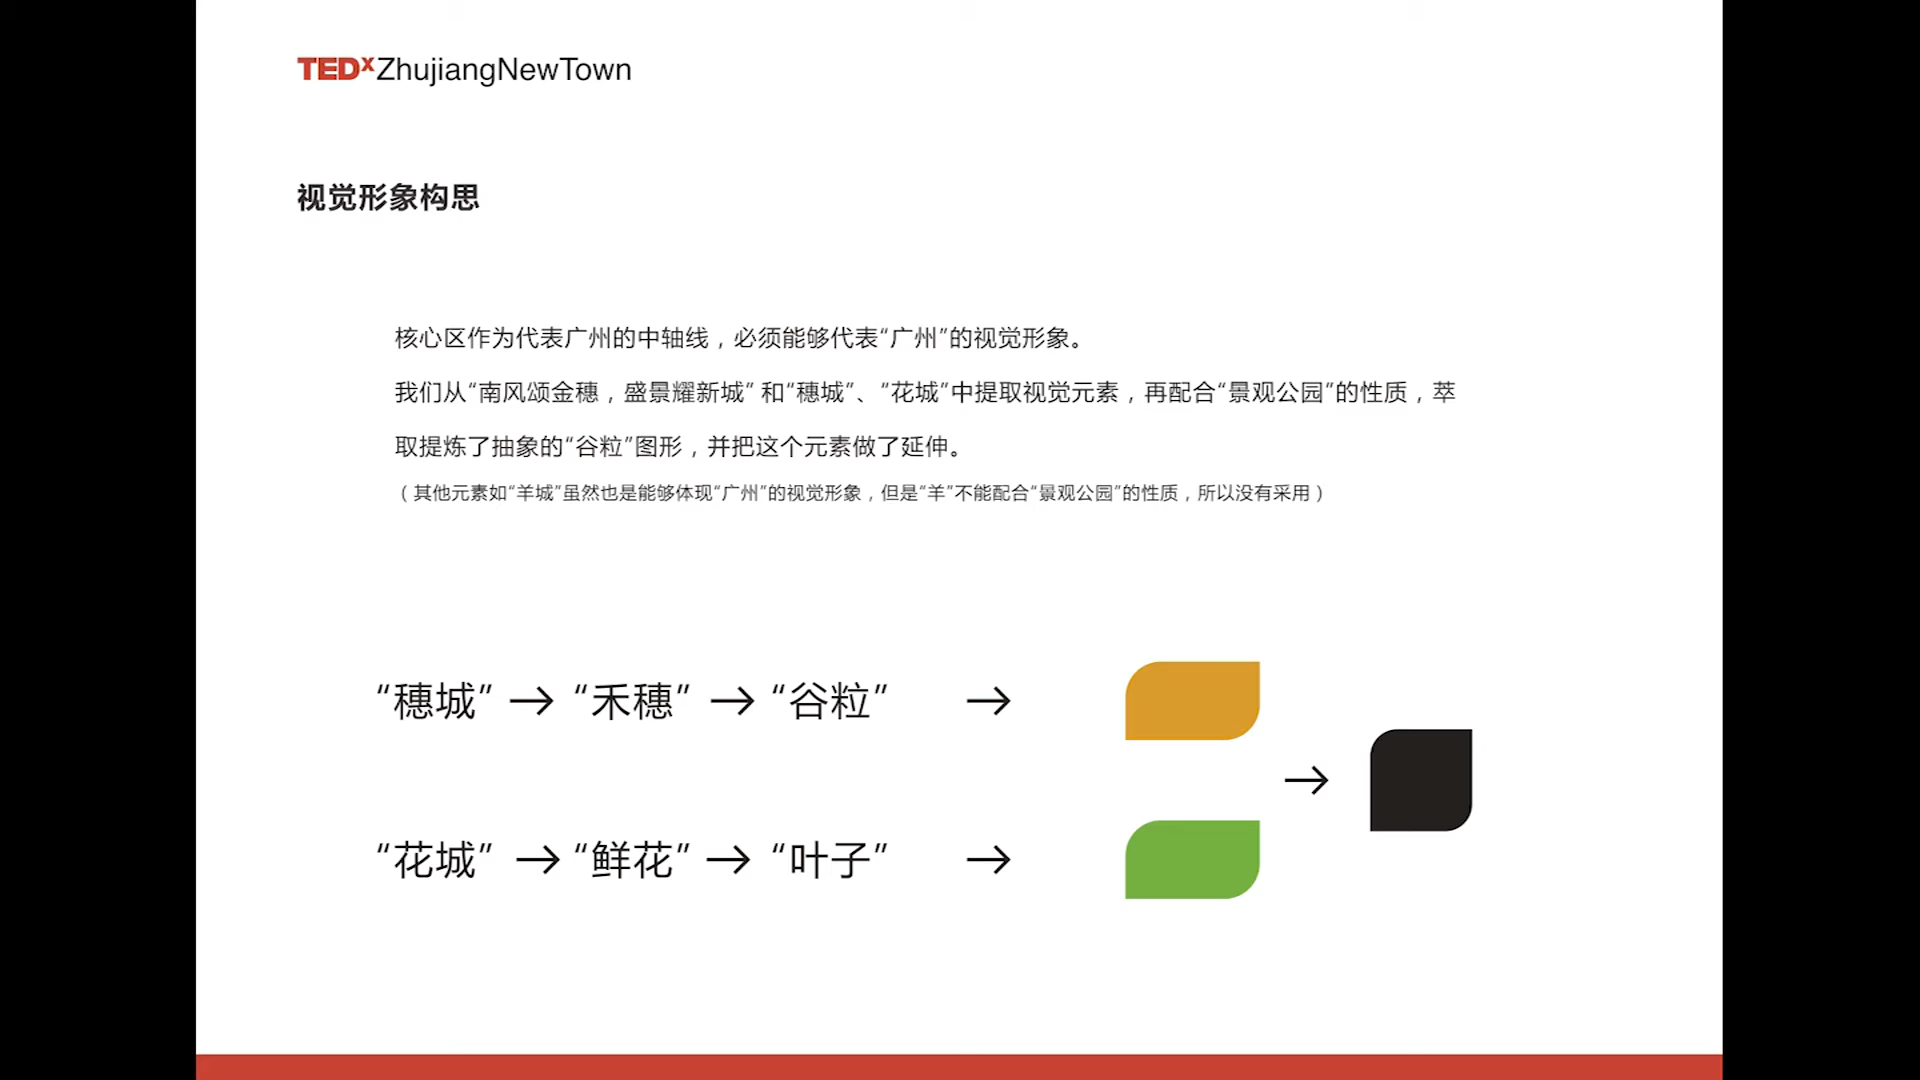 TEDxZhujiangNewTown
视觉形象构思
核心区作为代表广州的中轴线，必须能够代表“广州”的视觉形象。
我们从“南风颂金穗，盛景耀新城” 和“穗城”、“花城”中提取视觉元素，再配合“景观公园”的性质，萃
取提炼了抽象的“谷粒”图形，并把这个元素做了延伸。
（其他元素如“羊城”虽然也是能够体现“广州”的视觉形象，但是“羊”不能配合“景观公园”的性质，所以没有采用）
“穗城” → “禾穗” → “谷粒” →
→
“花城” → “鲜花” → “叶子” →